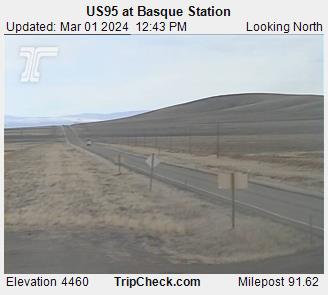 US95 at Basque Station
Updated: Mar 01 2024 12:43 PM Looking North
Elevation 4460 TripCheck.com Milepost 91.62